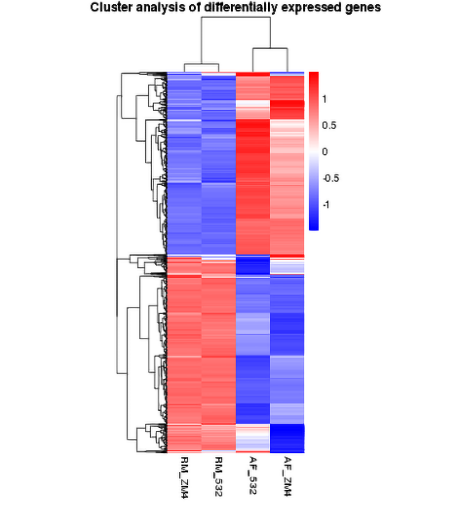 Cluster analysis of differentially expressed genes
1
0.5
0
-0.5
-1
RM_ZM4
RM_532
AF_532
AF_ZM4